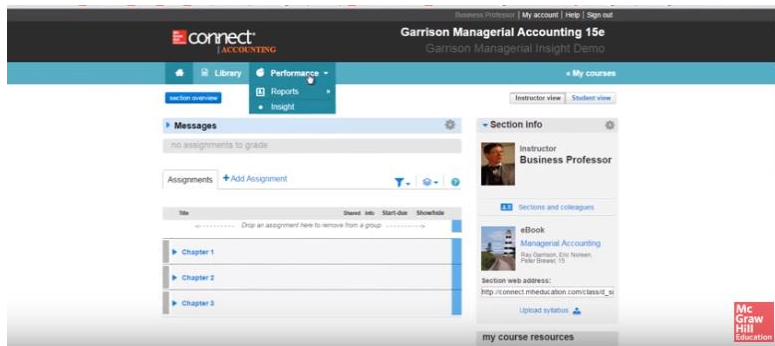 Business Professor | My account | Help | Sign out
connect
ACCOUNTING
Garrison Managerial Accounting 15e
Garrison Managerial Insight Demo
Library
Performance
« My courses
Reports »
Insight
section overview
Instructor view
Student view
Messages
no assignments to grade
Assignments
+Add Assignment
Title
Shared
Info
Start-due
Show/hide
Drop an assignment here to remove from a group
Chapter 1
Chapter 2
Chapter 3
Section Info
Instructor
Business Professor
Sections and colleagues
eBook
Managerial Accounting
Ray Garrison, Eric Noreen,
Peter Brewer, 15
Section web address:
http://connect.mheducation.com/class/d_si
Upload syllabus
my course resources
Mc
Graw
Hill
Education